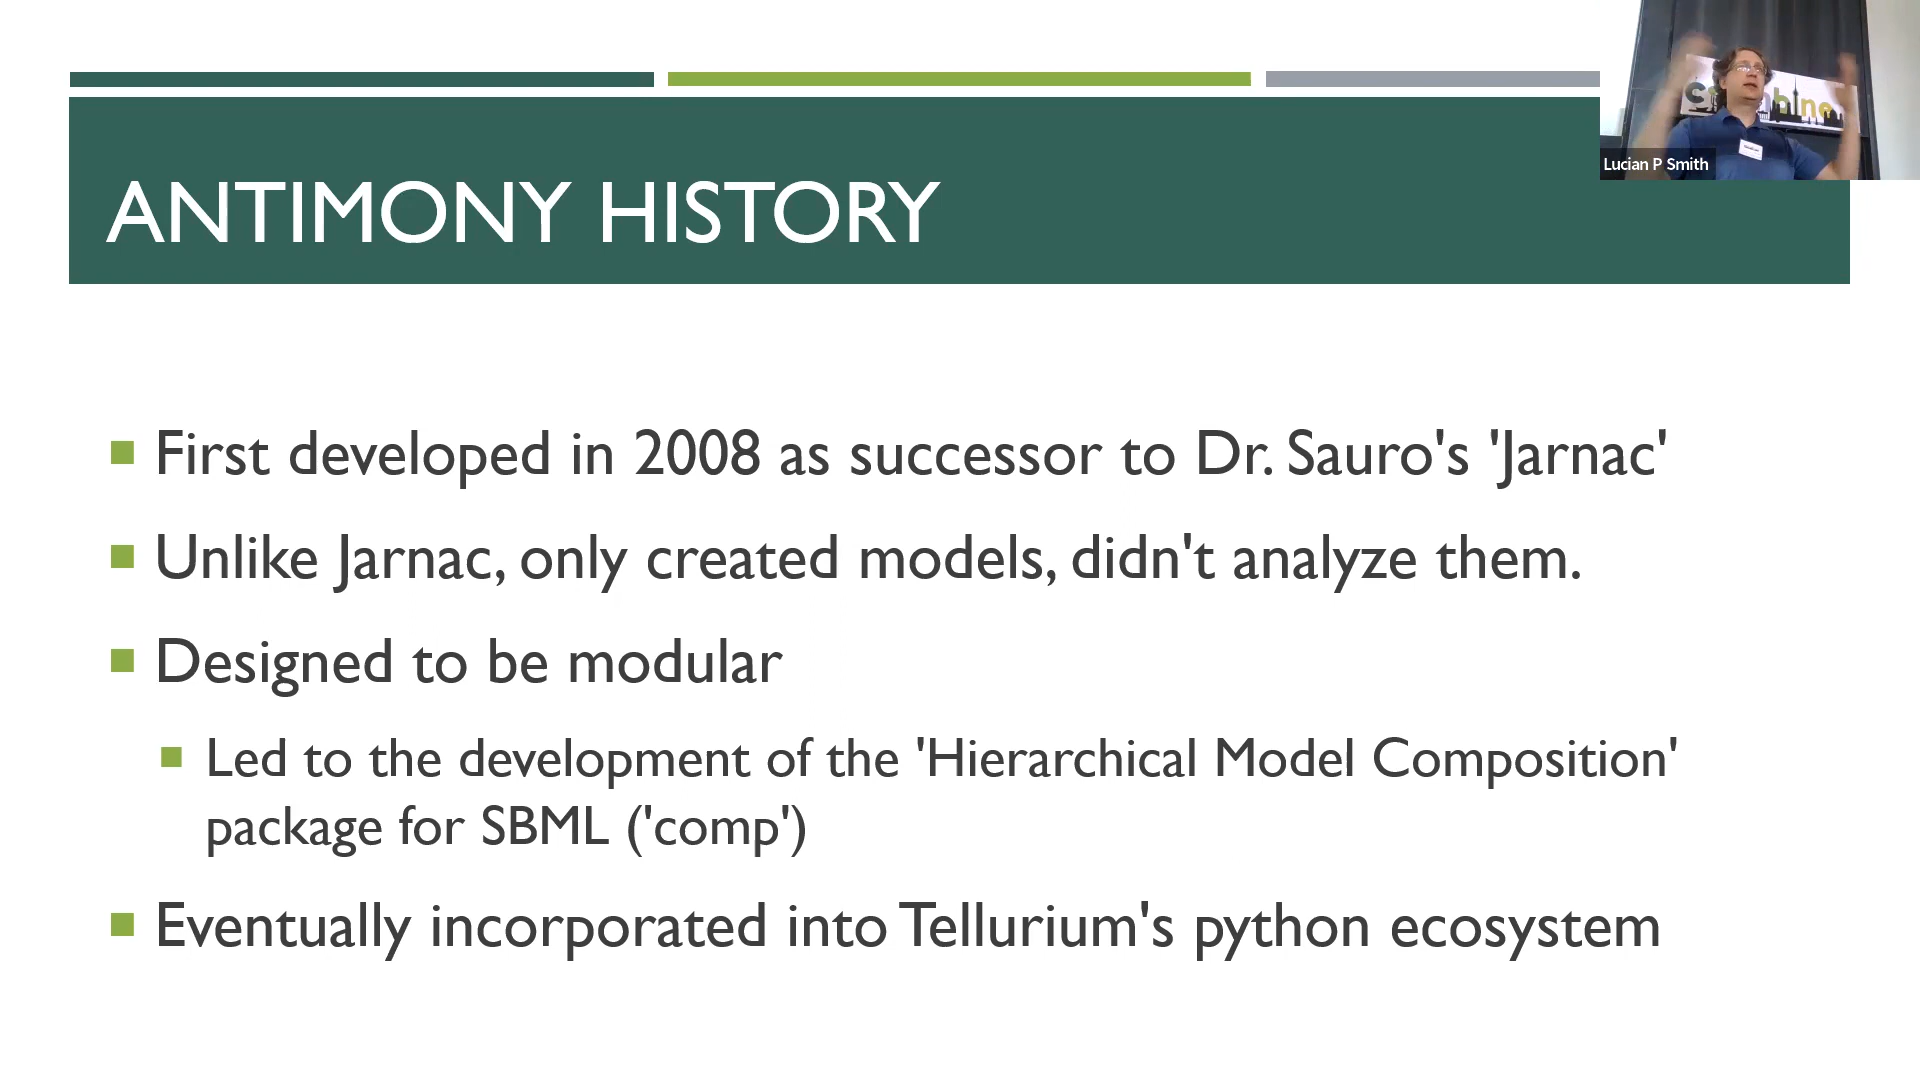 Lucian P Smith
ANTIMONY HISTORY
First developed in 2008 as successor to Dr. Sauro's 'Jarnac'
Unlike Jarnac, only created models, didn't analyze them.
Designed to be modular
Led to the development of the 'Hierarchical Model Composition'
package for SBML ('comp')
Eventually incorporated into Tellurium's python ecosystem